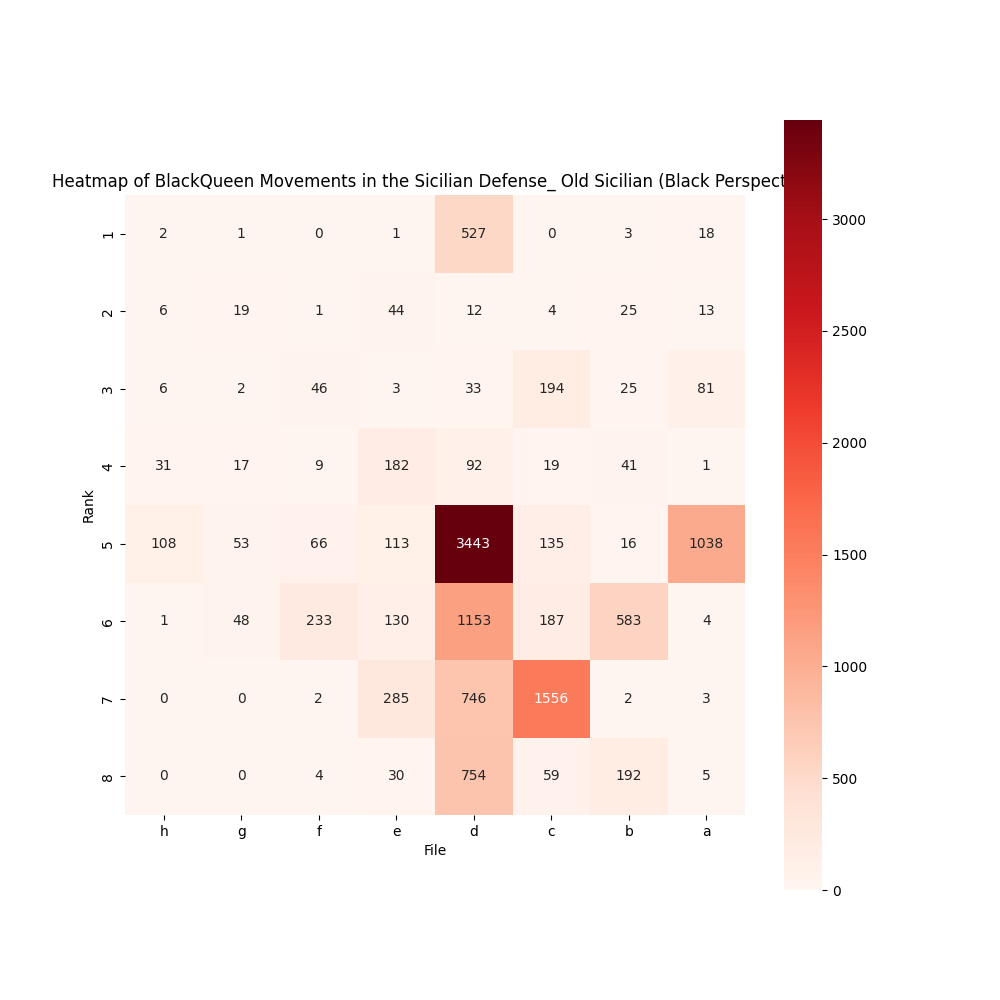 Heatmap of BlackQueen Movements in the Sicilian Defense_ Old Sicilian (Black Perspect
1 2 1 0 1 527 0 3 18
2 6 19 1 44 12 4 25 13
3 6 2 46 3 33 194 25 81
4 31 17 9 182 92 19 41 1
Rank
5 108 53 66 113 3443 135 16 1038
6 1 48 233 130 1153 187 583 4
7 0 0 2 285 746 1556 2 3
8 0 0 4 30 754 59 192 5
h g f e d c b a
File
3000
2500
2000
1500
1000
500
0